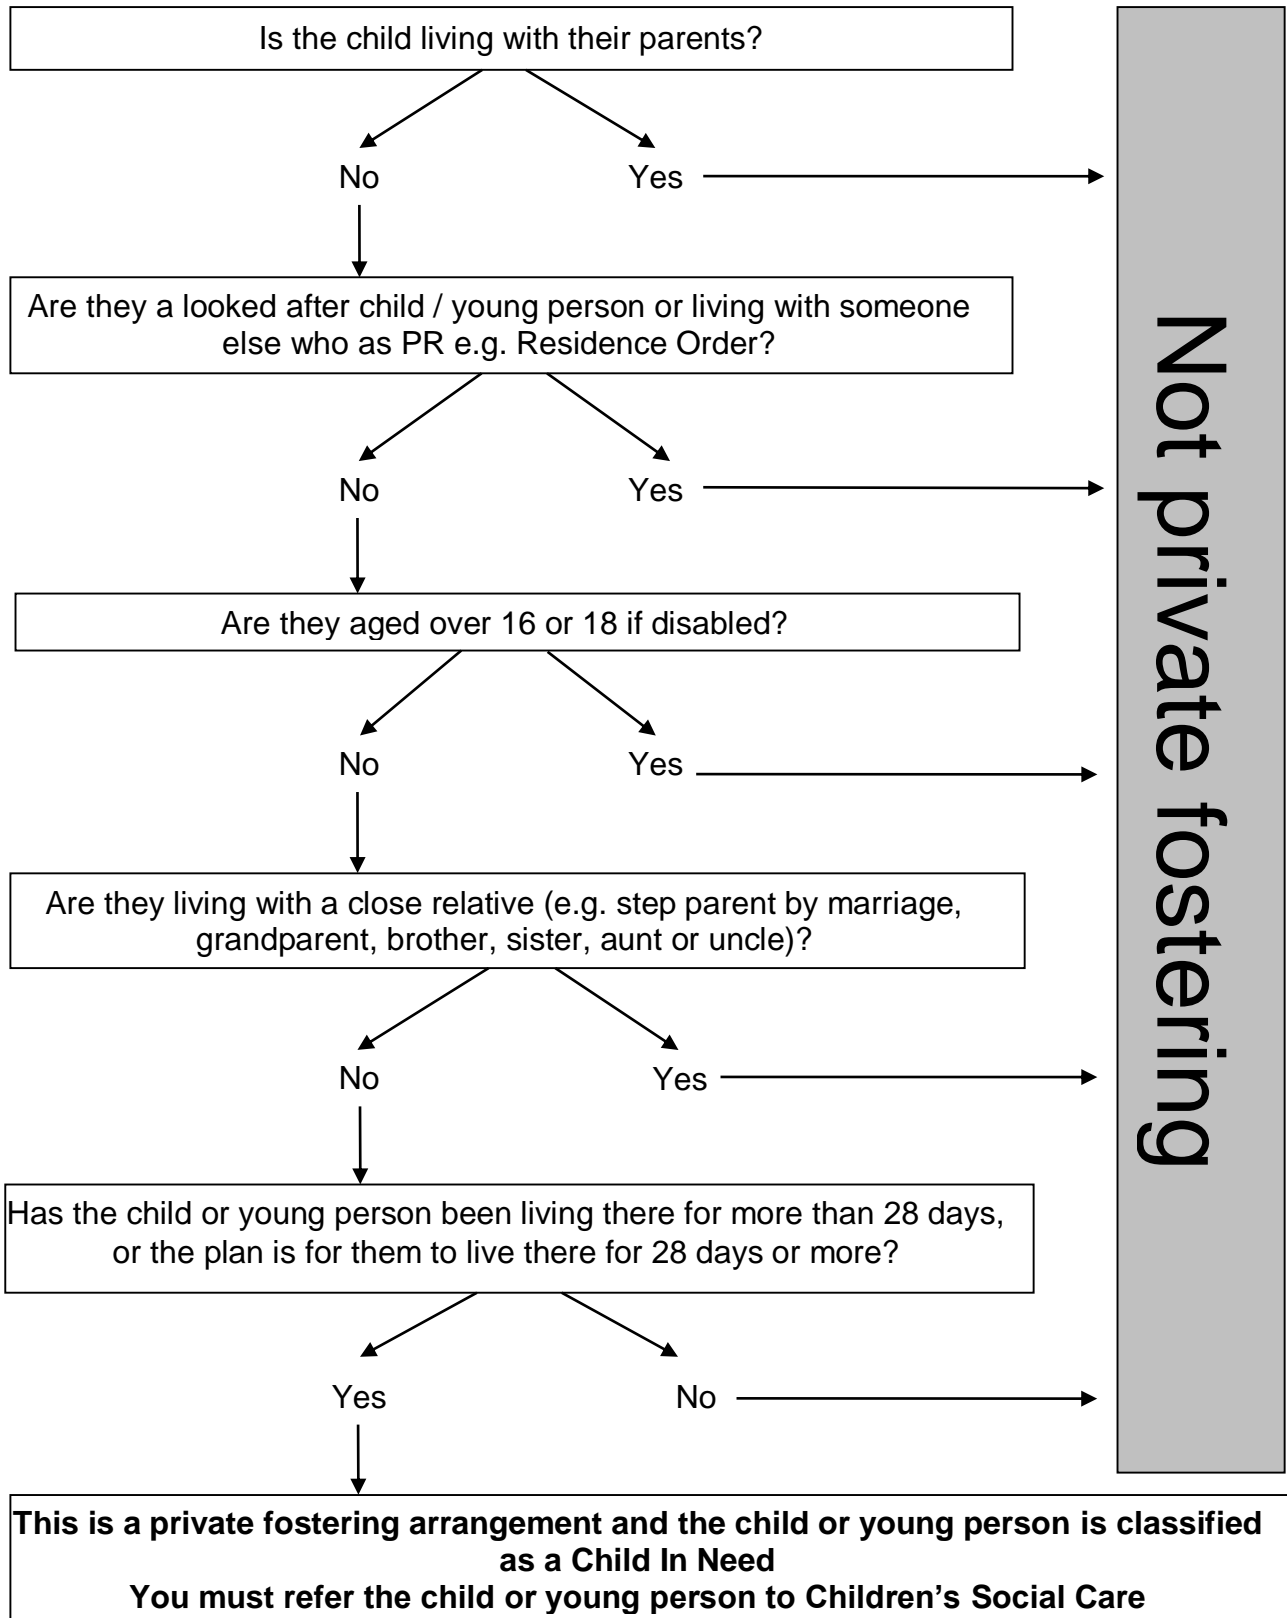 Is the child living with their parents?
No
Yes
Are they a looked after child / young person or living with someone
else who as PR e.g. Residence Order?
No
Yes
Are they aged over 16 or 18 if disabled?
No
Yes
Are they living with a close relative (e.g. step parent by marriage,
grandparent, brother, sister, aunt or uncle)?
No
Yes
Has the child or young person been living there for more than 28 days,
or the plan is for them to live there for 28 days or more?
Yes
No
This is a private fostering arrangement and the child or young person is classified
as a Child In Need
You must refer the child or young person to Children’s Social Care
Not private fostering